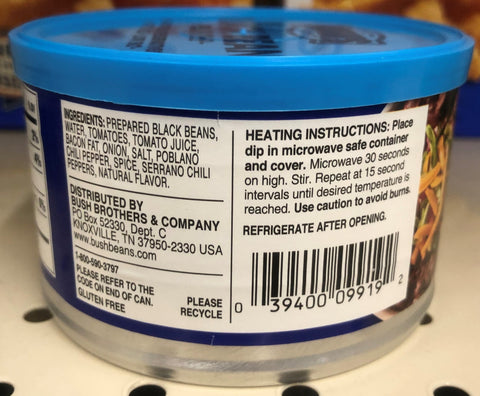 INGREDIENTS: PREPARED BLACK BEANS,
WATER, TOMATOES, TOMATO JUICE,
BACON FAT, ONION, SALT, POBLANO
CHILI PEPPER, SPICE, SERRANO CHILI
PEPPERS, NATURAL FLAVOR.
DISTRIBUTED BY
BUSH BROTHERS & COMPANY
PO Box 52330, Dept. C
KNOXVILLE, TN 37950-2330 USA
www.bushbeans.com
1-800-590-3797
PLEASE REFER TO THE
CODE ON END OF CAN.
GLUTEN FREE
PLEASE
RECYCLE
HEATING INSTRUCTIONS: Place
dip in microwave safe container
and cover. Microwave 30 seconds
on high. Stir. Repeat at 15 second
intervals until desired temperature is
reached. Use caution to avoid burns.
REFRIGERATE AFTER OPENING.
0 39400 09919 2